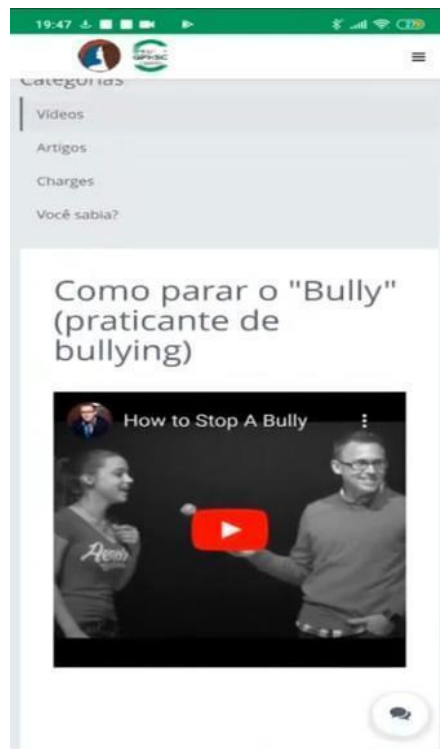 19:47
Categorias
Vídeos
Artigos
Charges
Você sabia?
Como parar o "Bully"
(praticante de
bullying)
How to Stop A Bully